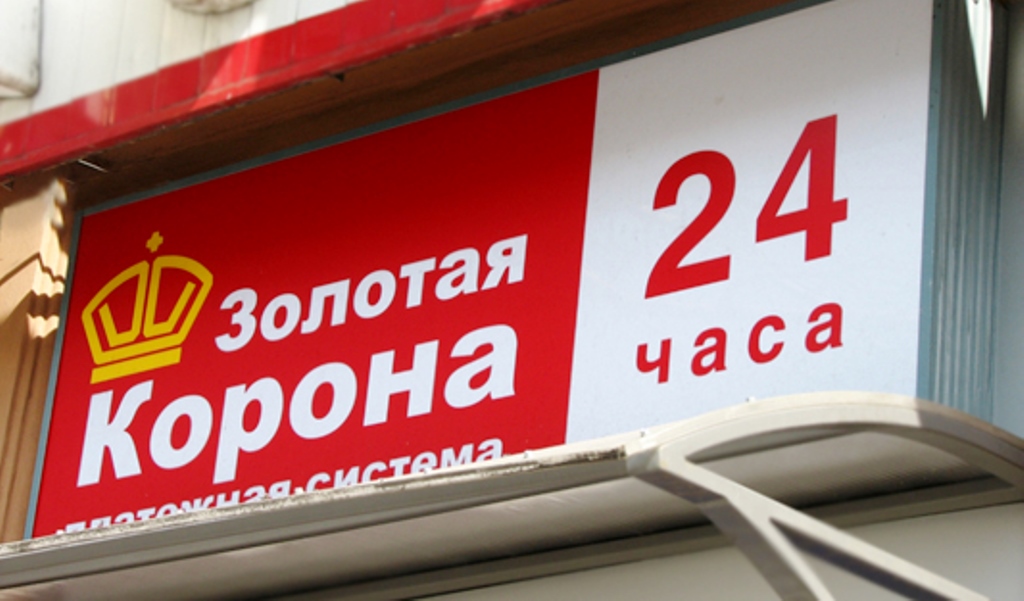 Золотая
Корона
платежная система
24
часа